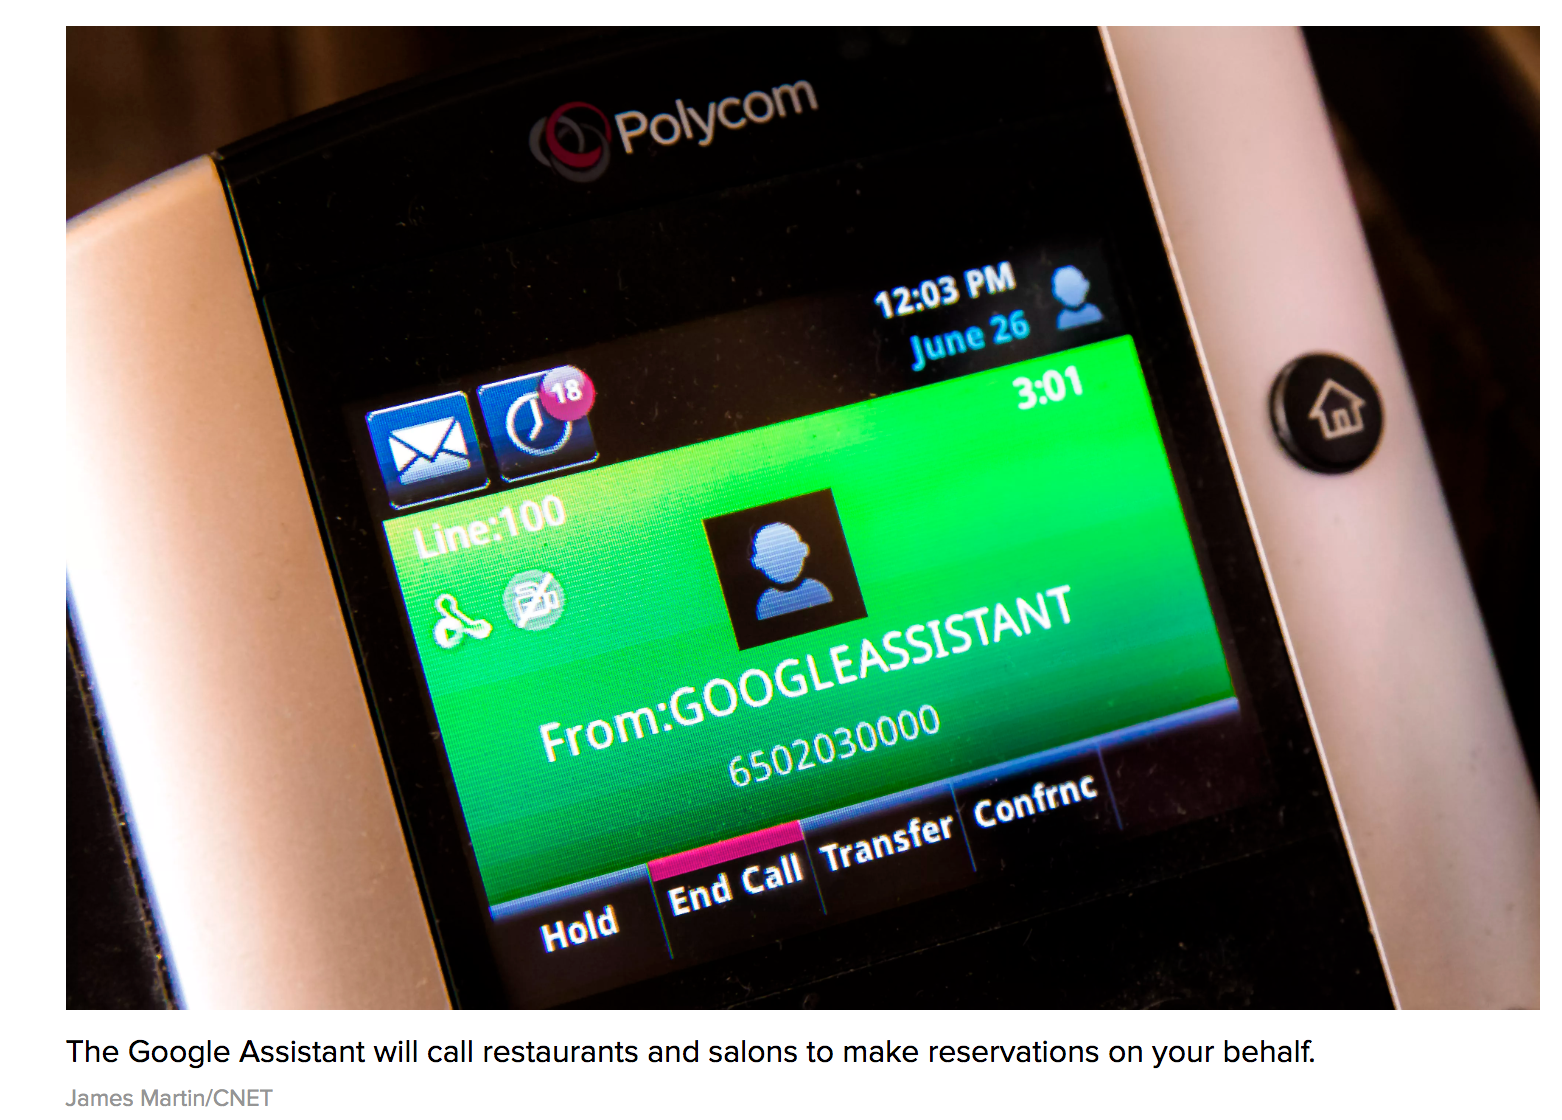 Polycom
12:03 PM
June 26
18
3:01
Line:100
From:GOOGLEASSISTANT
6502030000
Hold
End Call
Transfer
Confrnc
The Google Assistant will call restaurants and salons to make reservations on your behalf.
James Martin/CNET